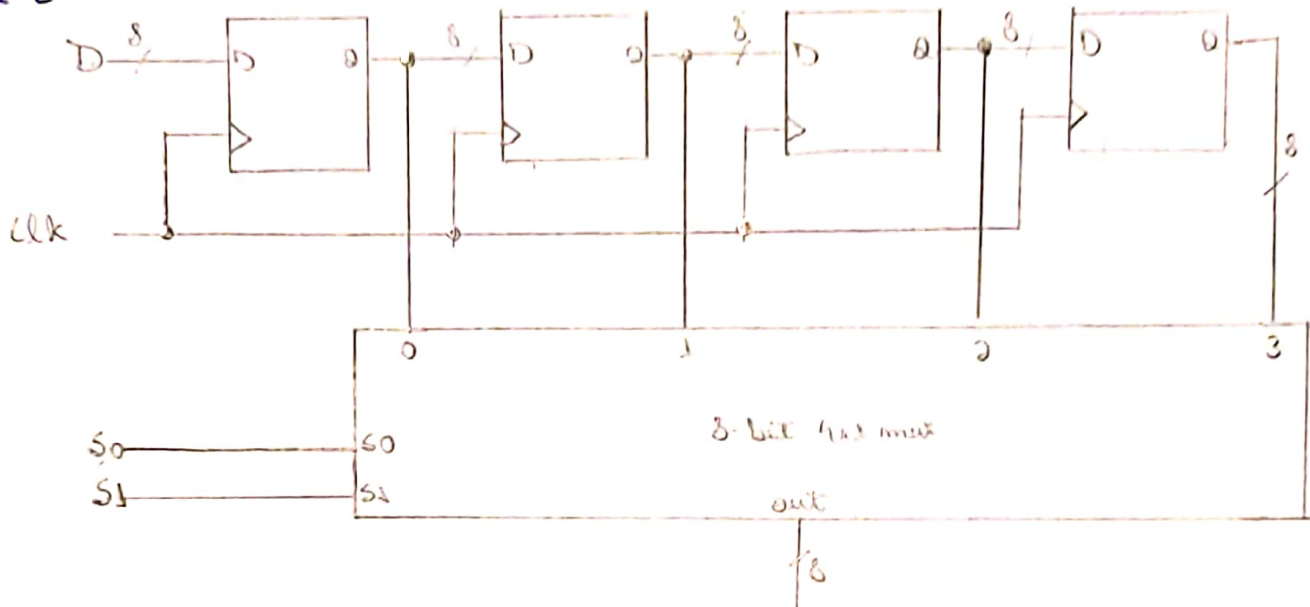 8 8 8 8
D D Q D Q D Q D Q
8
Clk
0 1 2 3
8-bit 4x1 mux
S0 S0
S1 S1
out
8